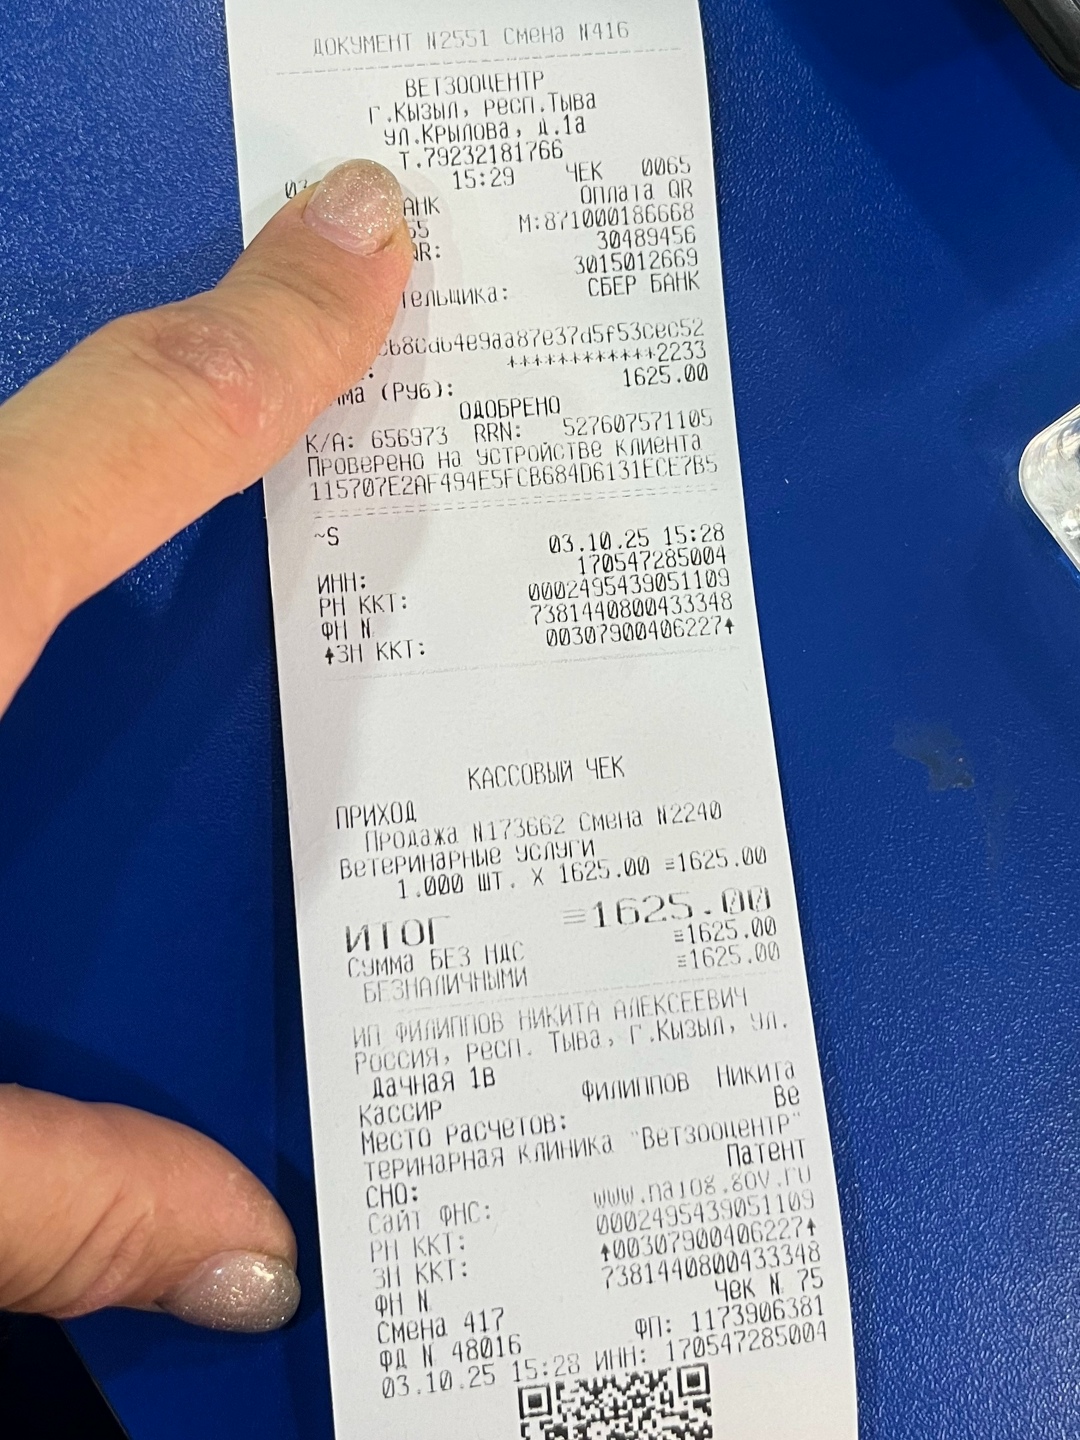 ДОКУМЕНТ N2551 Смена N416
ВЕТЗООЦЕНТР
Г.КЫЗЫЛ, РЕСП.ТЫВА
УЛ.КРЫЛОВА, Д.1а
Т.79232181766
15:29 ЧЕК 0065
Оплата QR
М:871000186668
30489456
QR: 3015012669
СБЕР БАНК
************2233
(Руб): 1625.00
ОДОБРЕНО
К/А: 656973 RRN: 527607571105
ПРОВЕРЕНО НА УСТРОЙСТВЕ КЛИЕНТА
115707E2AF494E5FCB684D6131ECE7B5
~S 03.10.25 15:28
ИНН: 170547285004
РН ККТ: 0002495439051109
ФН N 7381440800433348
↑ЗН ККТ: 00307900406227↑
КАССОВЫЙ ЧЕК
ПРИХОД
Продажа N173662 Смена N2240
Ветеринарные услуги
1.000 ШТ. X 1625.00 ≡1625.00
ИТОГ ≡1625.00
Сумма БЕЗ НДС ≡1625.00
БЕЗНАЛИЧНЫМИ ≡1625.00
ИП ФИЛИППОВ НИКИТА АЛЕКСЕЕВИЧ
РОССИЯ, респ. Тыва, Г.Кызыл, ул.
Дачная 1В
Кассир Филиппов Никита
Место расчетов: Ве
теринарная клиника "Ветзооцентр"
СНО: Патент
Сайт ФНС: www.nalog.gov.ru
РН ККТ: 0002495439051109
ЗН ККТ: ↑00307900406227↑
ФН N 7381440800433348
Смена 417 Чек N 75
ФД N 48016 ФП: 1173906381
03.10.25 15:28 ИНН: 170547285004